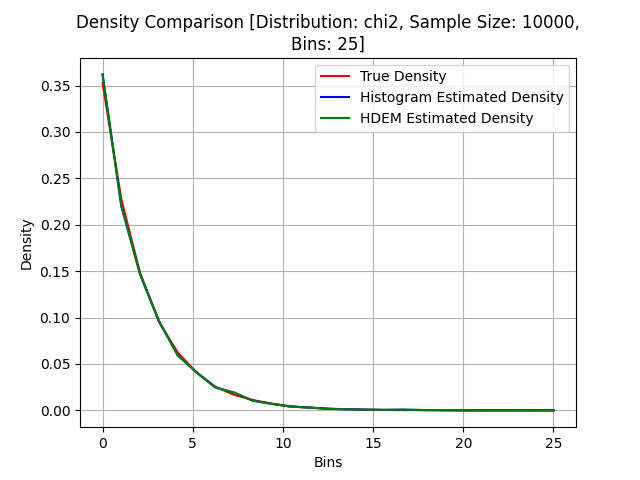 Density Comparison [Distribution: chi2, Sample Size: 10000,
Bins: 25]
True Density
Histogram Estimated Density
HDEM Estimated Density
Density
0.35
0.30
0.25
0.20
0.15
0.10
0.05
0.00
0 5 10 15 20 25
Bins